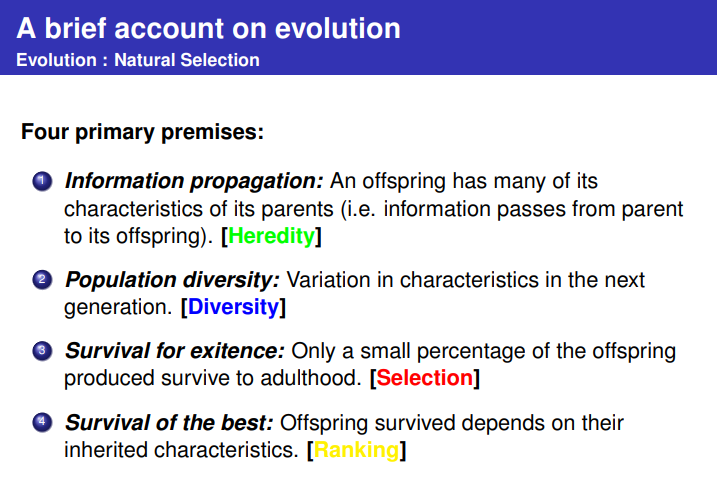 A brief account on evolution
Evolution : Natural Selection
Four primary premises:
1 Information propagation: An offspring has many of its
characteristics of its parents (i.e. information passes from parent
to its offspring). [Heredity]
2 Population diversity: Variation in characteristics in the next
generation. [Diversity]
3 Survival for exitence: Only a small percentage of the offspring
produced survive to adulthood. [Selection]
4 Survival of the best: Offspring survived depends on their
inherited characteristics. [Ranking]